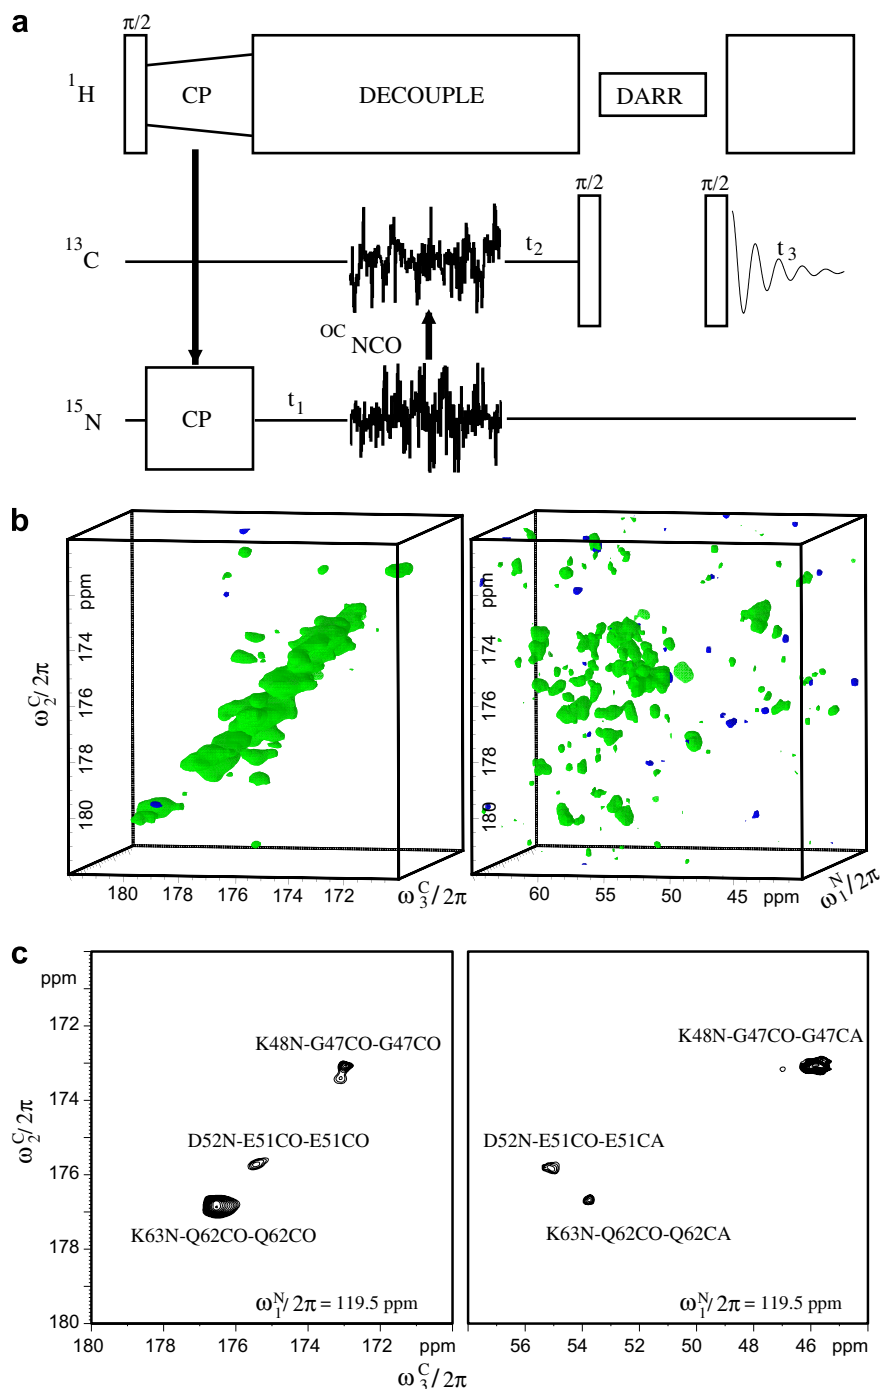 a
π/2
¹H
CP
DECOUPLE
DARR
π/2
π/2
¹³C
t₂
t₃
ᴼᶜNCO
¹⁵N
CP
t₁
b
ppm
174
176
178
180
ω₂ᶜ/2π
180
178
176
174
172
ω₃ᶜ/2π
ppm
174
176
178
180
60
55
50
45
ppm
ω₁ᴺ/2π
c
ppm
172
174
176
178
180
ω₂ᶜ/2π
K48N-G47CO-G47CO
D52N-E51CO-E51CO
K63N-Q62CO-Q62CO
ω₁ᴺ/2π = 119.5 ppm
180
178
176
174
172
ppm
K48N-G47CO-G47CA
D52N-E51CO-E51CA
K63N-Q62CO-Q62CA
ω₁ᴺ/2π = 119.5 ppm
56
54
52
50
48
46
ppm
ω₃ᶜ/2π